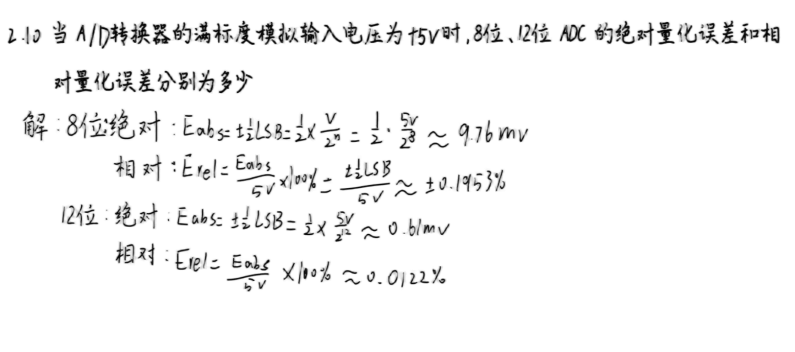 2.10 当 A/D转换器的满标度模拟输入电压为+5V时,8位、12位 ADC 的绝对量化误差和相
对量化误差分别为多少
解:8位:绝对:Eabs=±½LSB=½×V/2ⁿ=½·5V/2⁸≈9.76mv
相对:Erel=Eabs/5V×100%=±½LSB/5V≈±0.1953%
12位:绝对:Eabs=±½LSB=½×5V/2¹²≈0.61mv
相对:Erel=Eabs/5V×100%≈0.0122%